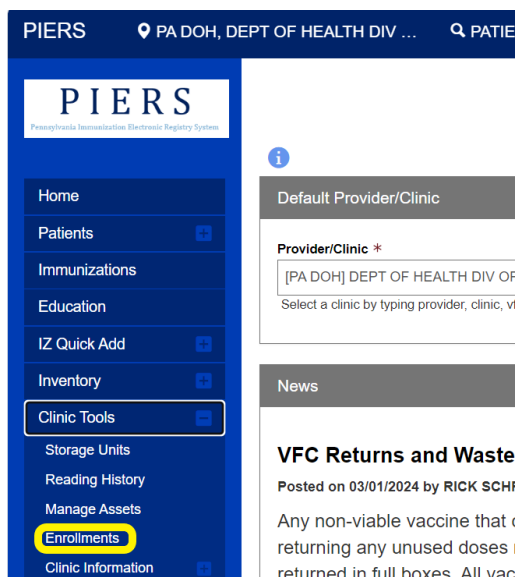 PIERS
PA DOH, DEPT OF HEALTH DIV ...
PATIE
PIERS
Pennsylvania Immunization Electronic Registry System
Home
Patients
Immunizations
Education
IZ Quick Add
Inventory
Clinic Tools
Storage Units
Reading History
Manage Assets
Enrollments
Clinic Information
Default Provider/Clinic
Provider/Clinic *
[PA DOH] DEPT OF HEALTH DIV OF
Select a clinic by typing provider, clinic, vf
News
VFC Returns and Waste
Posted on 03/01/2024 by RICK SCHR
Any non-viable vaccine that
returning any unused doses
returned in full boxes. All vac